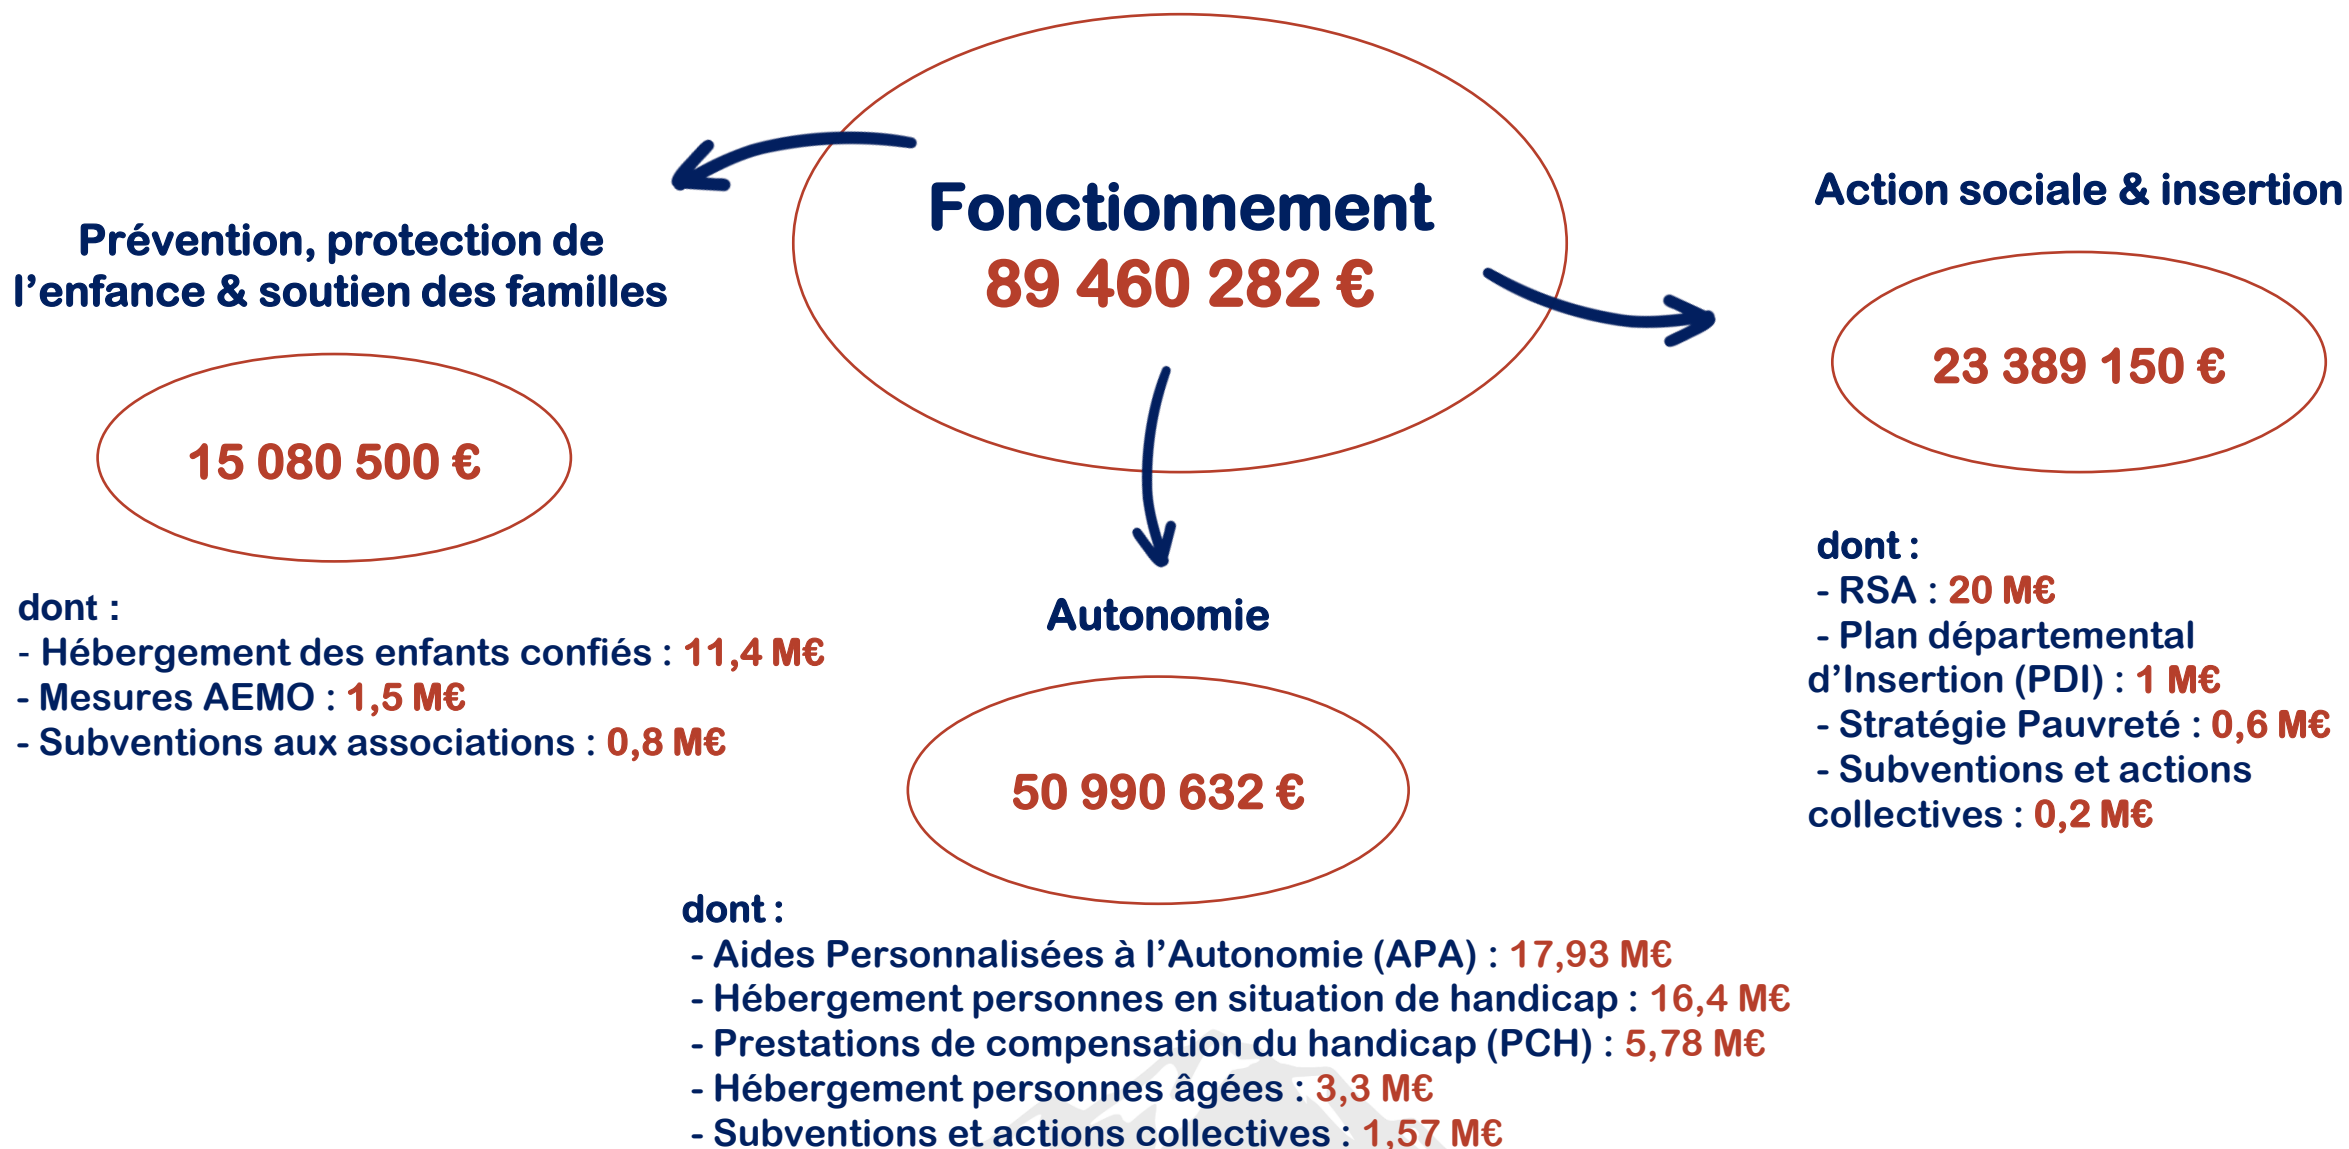 Fonctionnement
89 460 282 €
Prévention, protection de
l’enfance & soutien des familles
15 080 500 €
dont :
- Hébergement des enfants confiés : 11,4 M€
- Mesures AEMO : 1,5 M€
- Subventions aux associations : 0,8 M€
Autonomie
50 990 632 €
dont :
- Aides Personnalisées à l’Autonomie (APA) : 17,93 M€
- Hébergement personnes en situation de handicap : 16,4 M€
- Prestations de compensation du handicap (PCH) : 5,78 M€
- Hébergement personnes âgées : 3,3 M€
- Subventions et actions collectives : 1,57 M€
Action sociale & insertion
23 389 150 €
dont :
- RSA : 20 M€
- Plan départemental
d’Insertion (PDI) : 1 M€
- Stratégie Pauvreté : 0,6 M€
- Subventions et actions
collectives : 0,2 M€